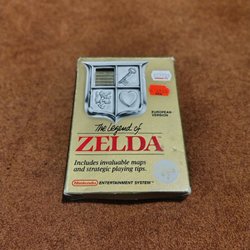 EUROPEAN
VERSION
The Legend of
ZELDA
Includes invaluable maps
and strategic playing tips.
Nintendo ENTERTAINMENT SYSTEM